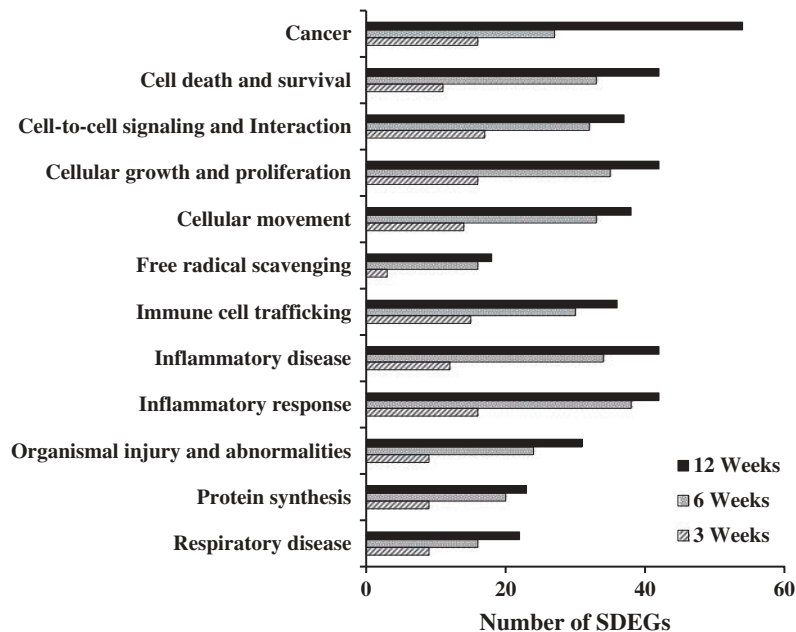 Cancer
Cell death and survival
Cell-to-cell signaling and Interaction
Cellular growth and proliferation
Cellular movement
Free radical scavenging
Immune cell trafficking
Inflammatory disease
Inflammatory response
Organismal injury and abnormalities
Protein synthesis
Respiratory disease
12 Weeks
6 Weeks
3 Weeks
0 20 40 60
Number of SDEGs